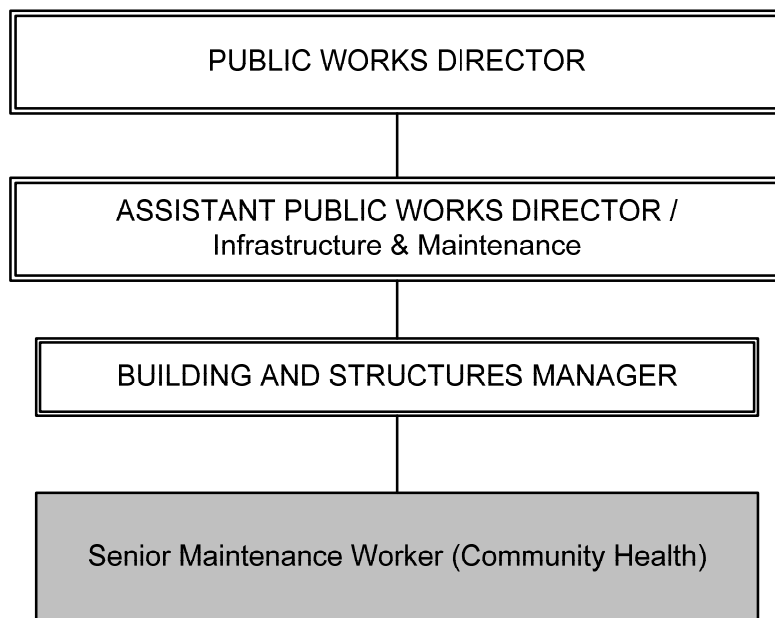 PUBLIC WORKS DIRECTOR
ASSISTANT PUBLIC WORKS DIRECTOR /
Infrastructure & Maintenance
BUILDING AND STRUCTURES MANAGER
Senior Maintenance Worker (Community Health)